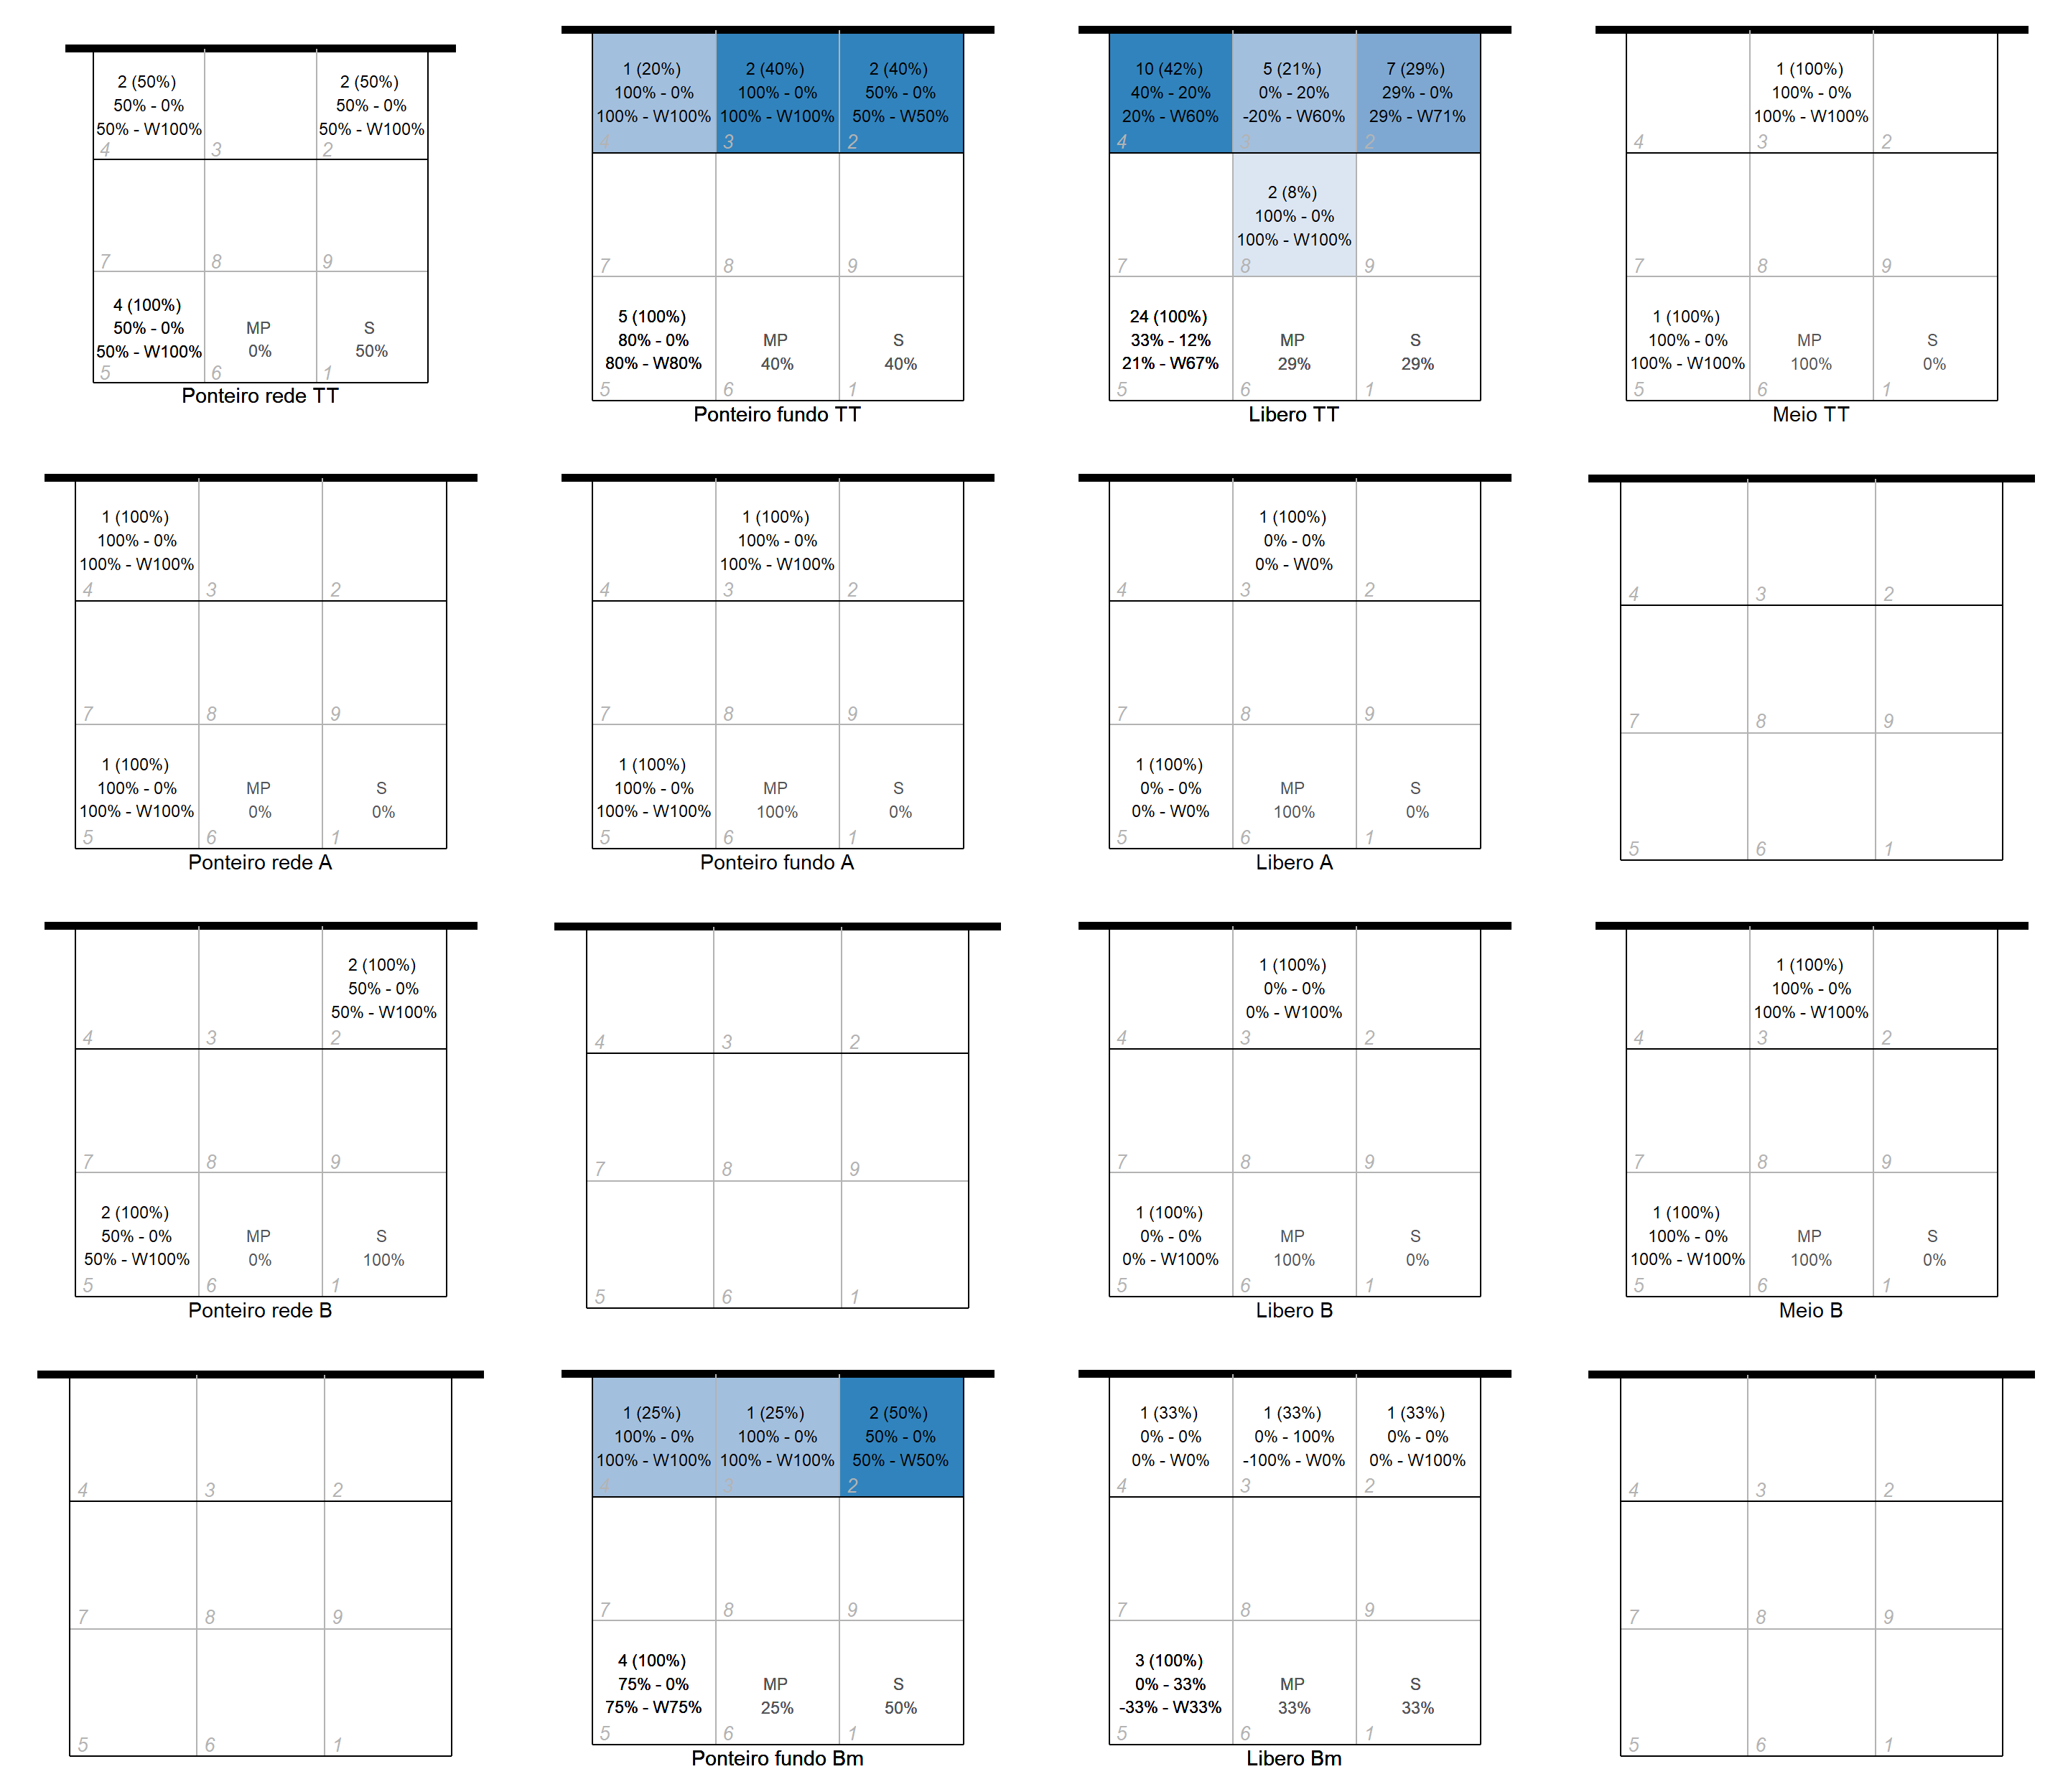 2 (50%) 2 (50%)
50% - 0% 50% - 0%
50% - W100% 50% - W100%
4 3 2
7 8 9
4 (100%)
50% - 0% MP S
50% - W100% 0% 50%
5 6 1
Ponteiro rede TT
1 (20%) 2 (40%) 2 (40%)
100% - 0% 100% - 0% 50% - 0%
100% - W100% 100% - W100% 50% - W50%
4 3 2
7 8 9
5 (100%)
80% - 0% MP S
80% - W80% 40% 40%
5 6 1
Ponteiro fundo TT
10 (42%) 5 (21%) 7 (29%)
40% - 20% 0% - 20% 29% - 0%
20% - W60% -20% - W60% 29% - W71%
4 3 2
2 (8%)
100% - 0%
100% - W100%
7 8 9
24 (100%)
33% - 12% MP S
21% - W67% 29% 29%
5 6 1
Libero TT
1 (100%)
100% - 0%
100% - W100%
4 3 2
7 8 9
1 (100%)
100% - 0% MP S
100% - W100% 100% 0%
5 6 1
Meio TT
1 (100%)
100% - 0%
100% - W100%
4 3 2
7 8 9
1 (100%)
100% - 0% MP S
100% - W100% 0% 0%
5 6 1
Ponteiro rede A
1 (100%)
100% - 0%
100% - W100%
4 3 2
7 8 9
1 (100%)
100% - 0% MP S
100% - W100% 100% 0%
5 6 1
Ponteiro fundo A
1 (100%)
0% - 0%
0% - W0%
4 3 2
7 8 9
1 (100%)
0% - 0% MP S
0% - W0% 100% 0%
5 6 1
Libero A
4 3 2
7 8 9
5 6 1
2 (100%)
50% - 0%
50% - W100%
4 3 2
7 8 9
2 (100%)
50% - 0% MP S
50% - W100% 0% 100%
5 6 1
Ponteiro rede B
4 3 2
7 8 9
5 6 1
1 (100%)
0% - 0%
0% - W100%
4 3 2
7 8 9
1 (100%)
0% - 0% MP S
0% - W100% 100% 0%
5 6 1
Libero B
1 (100%)
100% - 0%
100% - W100%
4 3 2
7 8 9
1 (100%)
100% - 0% MP S
100% - W100% 100% 0%
5 6 1
Meio B
4 3 2
7 8 9
5 6 1
1 (25%) 1 (25%) 2 (50%)
100% - 0% 100% - 0% 50% - 0%
100% - W100% 100% - W100% 50% - W50%
4 3 2
7 8 9
4 (100%)
75% - 0% MP S
75% - W75% 25% 50%
5 6 1
Ponteiro fundo Bm
1 (33%) 1 (33%) 1 (33%)
0% - 0% 0% - 100% 0% - 0%
0% - W0% -100% - W0% 0% - W100%
4 3 2
7 8 9
3 (100%)
0% - 33% MP S
-33% - W33% 33% 33%
5 6 1
Libero Bm
4 3 2
7 8 9
5 6 1